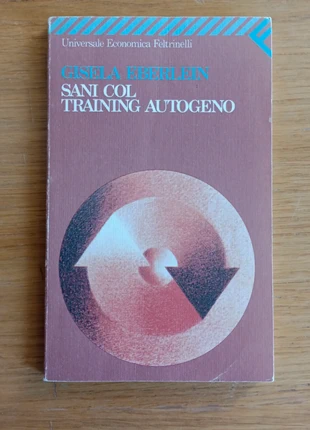 Universale Economica Feltrinelli
GISELA EBERLEIN
SANI COL
TRAINING AUTOGENO